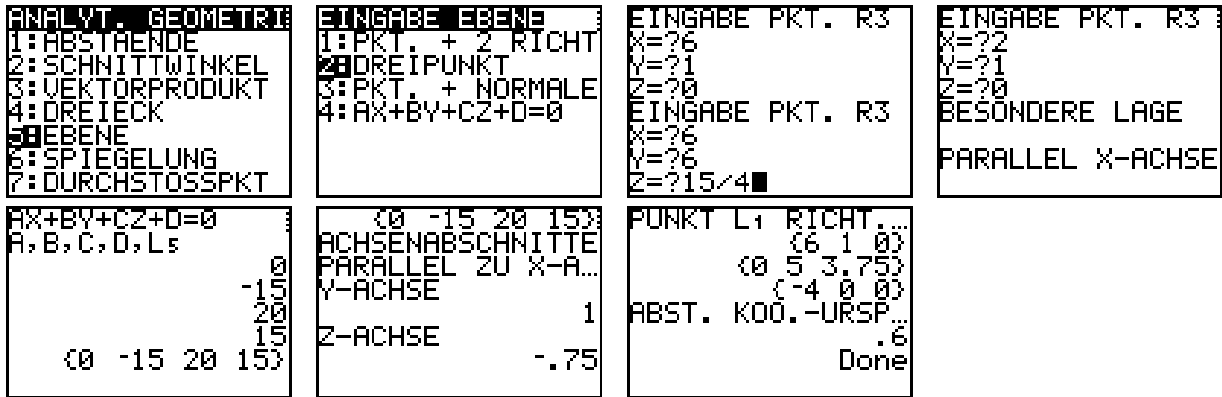 ANALYT. GEOMETRI
1:ABSTAENDE
2:SCHNITTWINKEL
3:VEKTORPRODUKT
4:DREIECK
5:EBENE
6:SPIEGELUNG
7:DURCHSTOSSPKT
EINGABE EBENE
1:PKT. + 2 RICHT
2:DREIPUNKT
3:PKT. + NORMALE
4:AX+BY+CZ+D=0
EINGABE PKT. R3
X=?6
Y=?1
Z=?0
EINGABE PKT. R3
X=?6
Y=?6
Z=?15/4
EINGABE PKT. R3
X=?2
Y=?1
Z=?0
BESONDERE LAGE
PARALLEL X-ACHSE
AX+BY+CZ+D=0
A,B,C,D,L₅
0
-15
20
15
{0 -15 20 15}
{0 -15 20 15}
ACHSENABSCHNITTE
PARALLEL ZU X-A…
Y-ACHSE
1
Z-ACHSE
-.75
PUNKT L₁ RICHT.…
{6 1 0}
{0 5 3.75}
{-4 0 0}
ABST. KOO.-URSP…
.6
Done